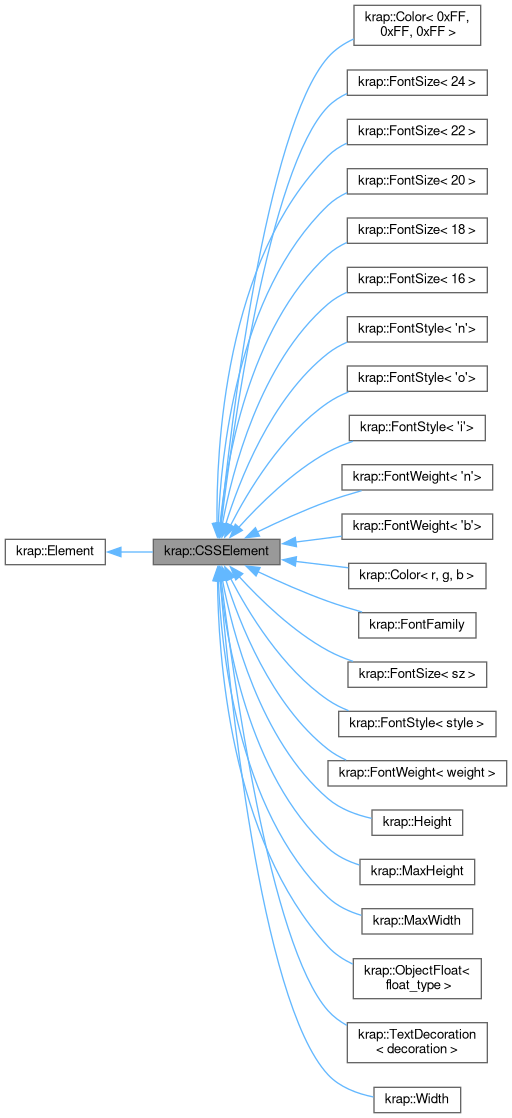 krap::Color< 0xFF,
0xFF, 0xFF >
krap::FontSize< 24 >
krap::FontSize< 22 >
krap::FontSize< 20 >
krap::FontSize< 18 >
krap::FontSize< 16 >
krap::FontStyle< 'n'>
krap::FontStyle< 'o'>
krap::FontStyle< 'i'>
krap::FontWeight< 'n'>
krap::FontWeight< 'b'>
krap::Element
krap::CSSElement
krap::Color< r, g, b >
krap::FontFamily
krap::FontSize< sz >
krap::FontStyle< style >
krap::FontWeight< weight >
krap::Height
krap::MaxHeight
krap::MaxWidth
krap::ObjectFloat<
float_type >
krap::TextDecoration
< decoration >
krap::Width